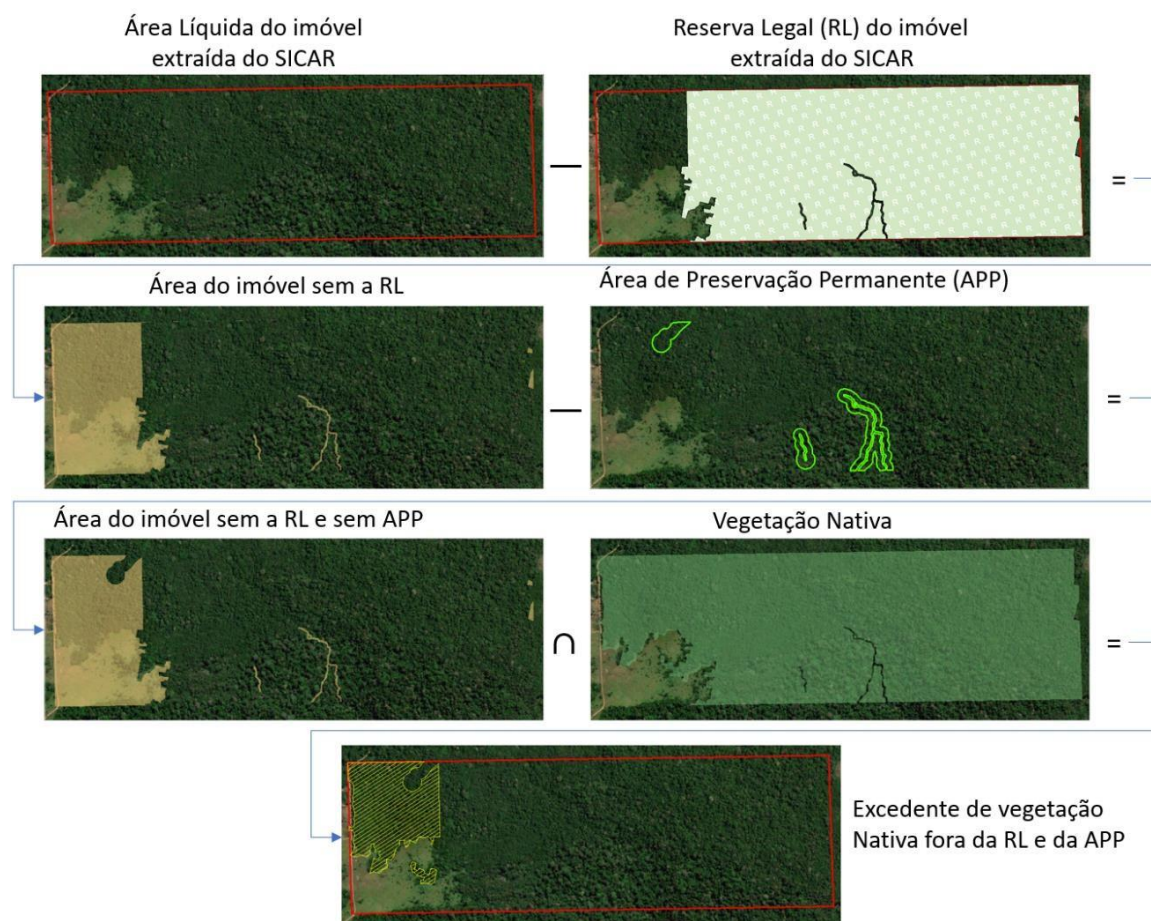 Área Líquida do imóvel
extraída do SICAR
Reserva Legal (RL) do imóvel
extraída do SICAR
—
=
Área do imóvel sem a RL
Área de Preservação Permanente (APP)
—
=
Área do imóvel sem a RL e sem APP
Vegetação Nativa
∩
=
Excedente de vegetação
Nativa fora da RL e da APP